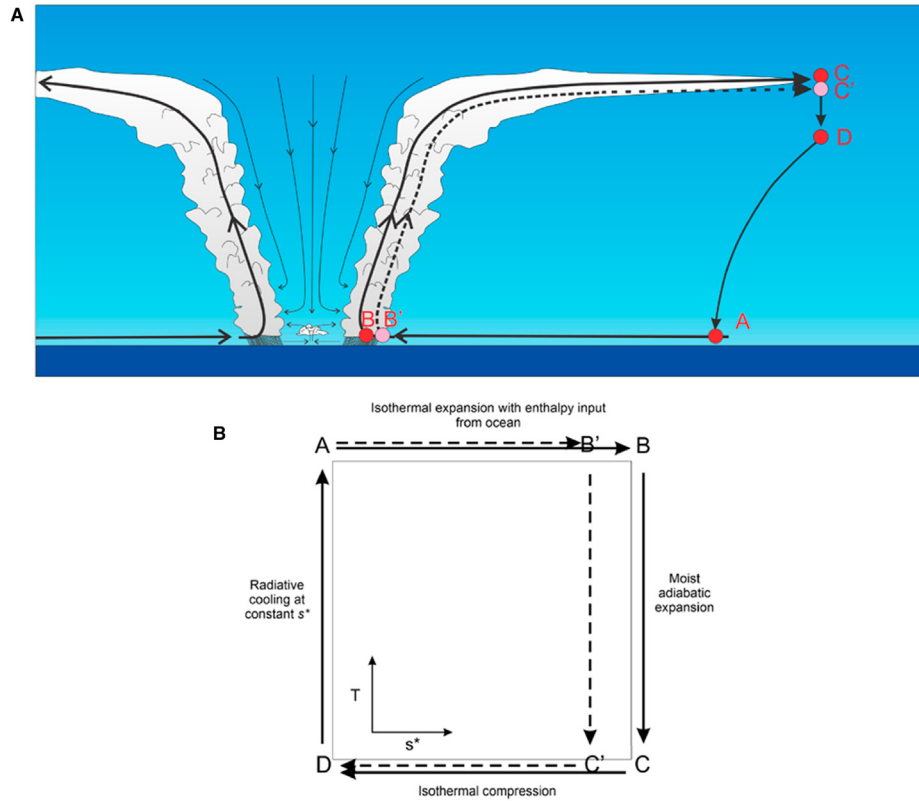 A
C
C'
D
B B'
A
B
Isothermal expansion with enthalpy input
from ocean
A B' B
Radiative
cooling at
constant s*
Moist
adiabatic
expansion
T
s*
D C' C
Isothermal compression